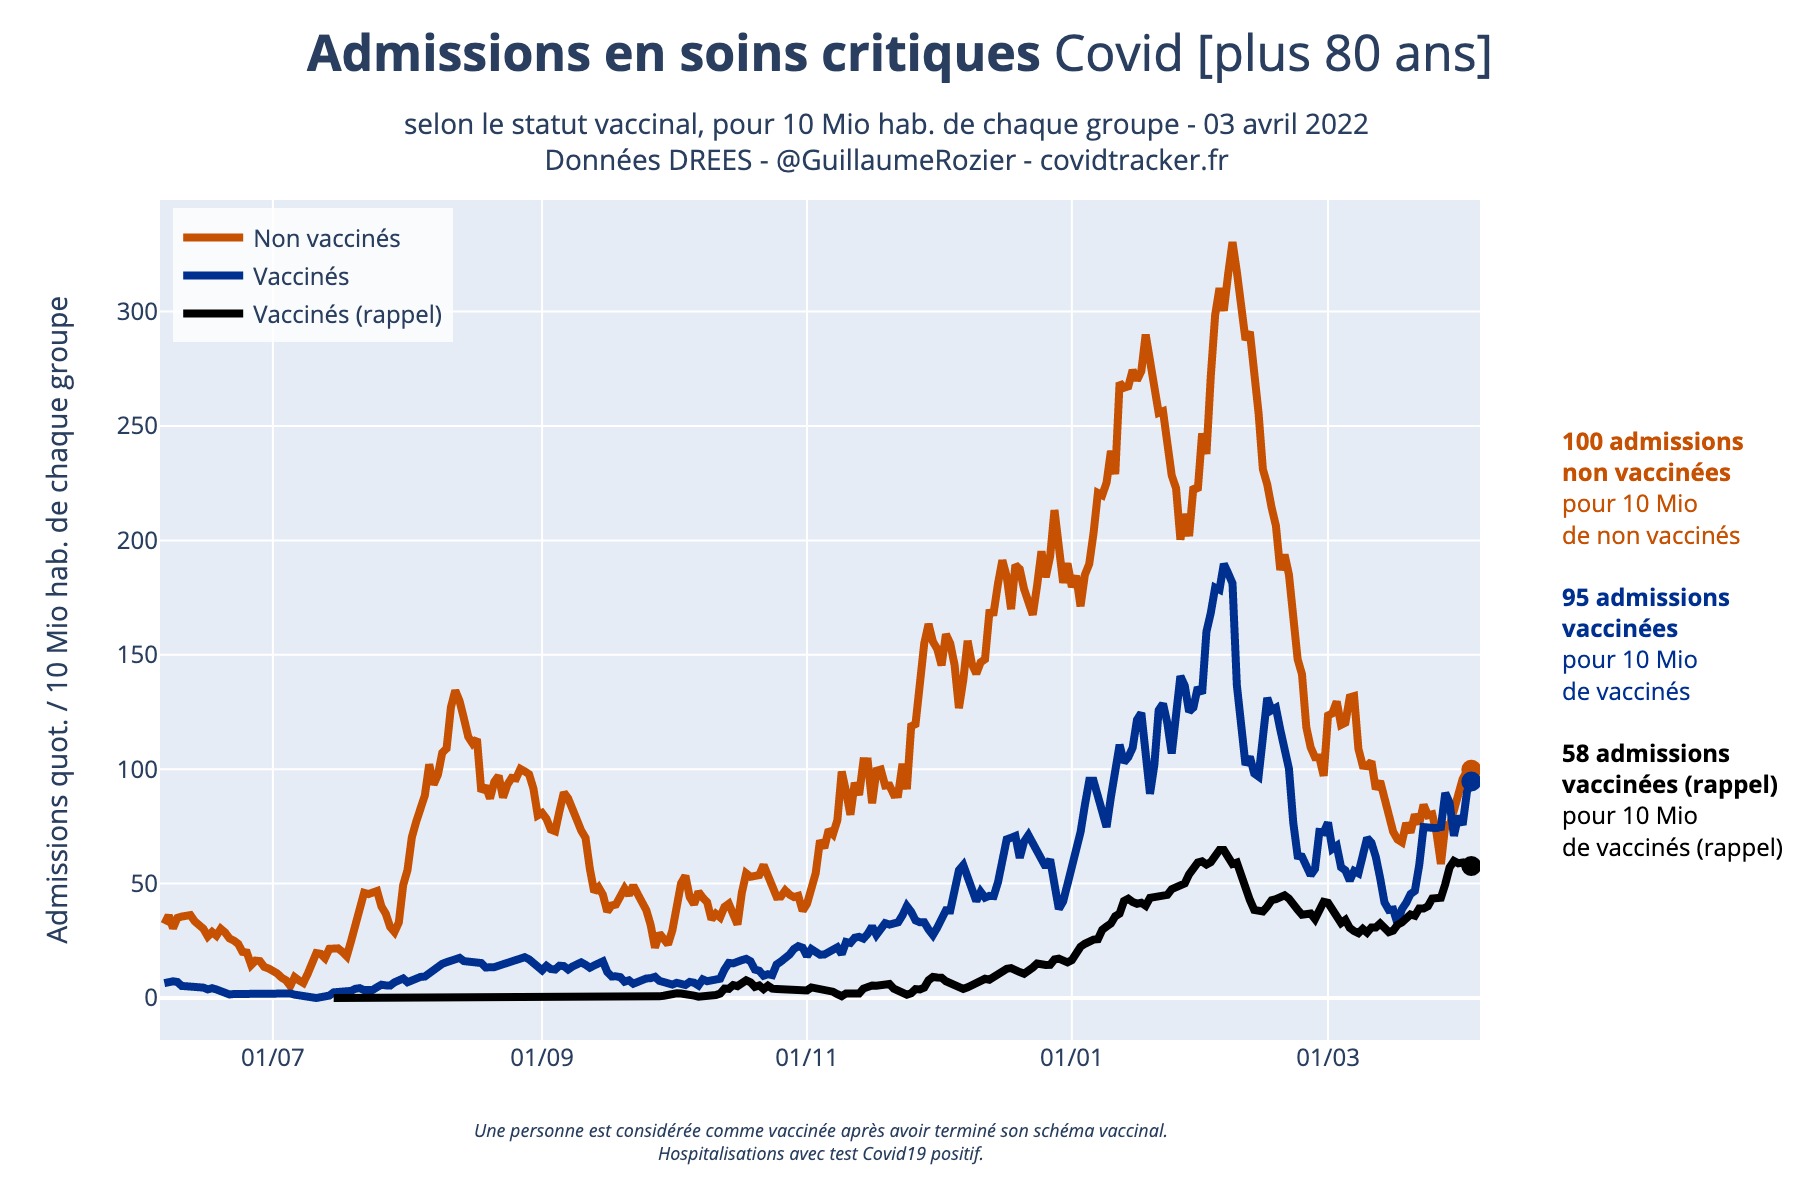 Admissions en soins critiques Covid [plus 80 ans]
selon le statut vaccinal, pour 10 Mio hab. de chaque groupe - 03 avril 2022
Données DREES - @GuillaumeRozier - covidtracker.fr
Non vaccinés
Vaccinés
Vaccinés (rappel)
Admissions quot. / 10 Mio hab. de chaque groupe
300
250
200
150
100
50
0
01/07
01/09
01/11
01/01
01/03
100 admissions
non vaccinées
pour 10 Mio
de non vaccinés
95 admissions
vaccinées
pour 10 Mio
de vaccinés
58 admissions
vaccinées (rappel)
pour 10 Mio
de vaccinés (rappel)
Une personne est considérée comme vaccinée après avoir terminé son schéma vaccinal.
Hospitalisations avec test Covid19 positif.